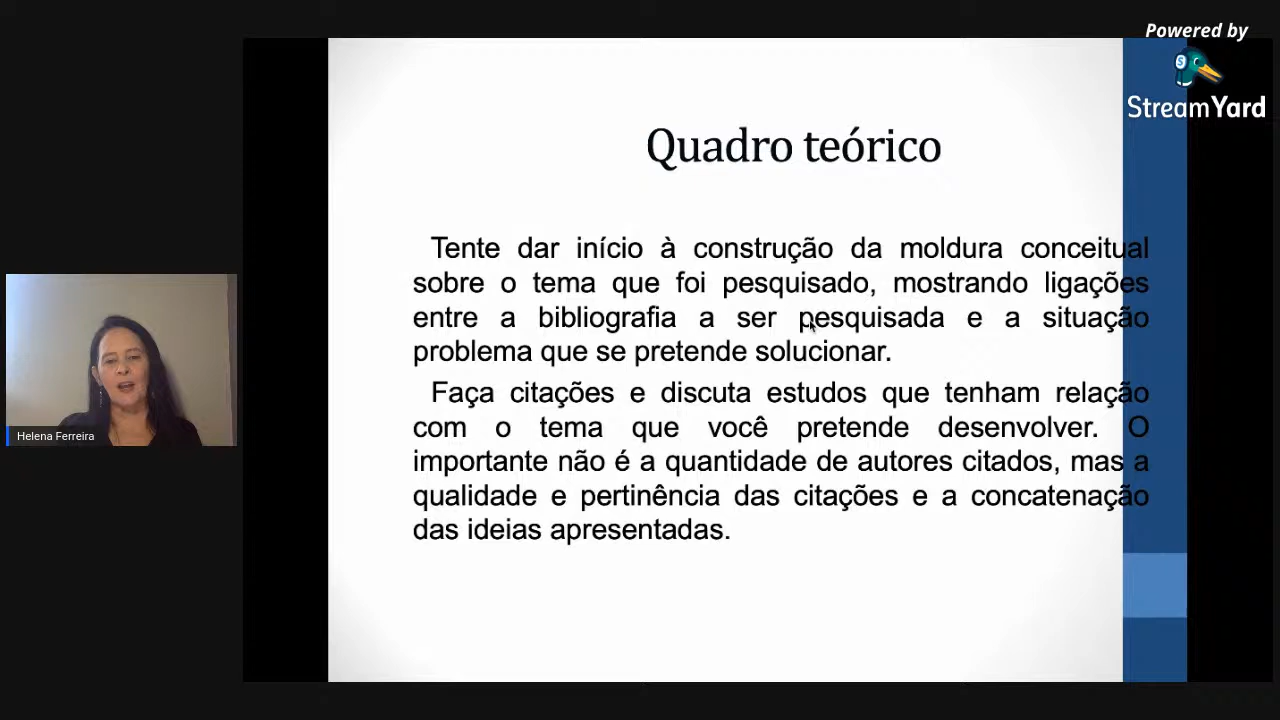 Powered by
StreamYard
Quadro teórico
Tente dar início à construção da moldura conceitual
sobre o tema que foi pesquisado, mostrando ligações
entre a bibliografia a ser pesquisada e a situação
problema que se pretende solucionar.
Faça citações e discuta estudos que tenham relação
com o tema que você pretende desenvolver. O
importante não é a quantidade de autores citados, mas a
qualidade e pertinência das citações e a concatenação
das ideias apresentadas.
Helena Ferreira